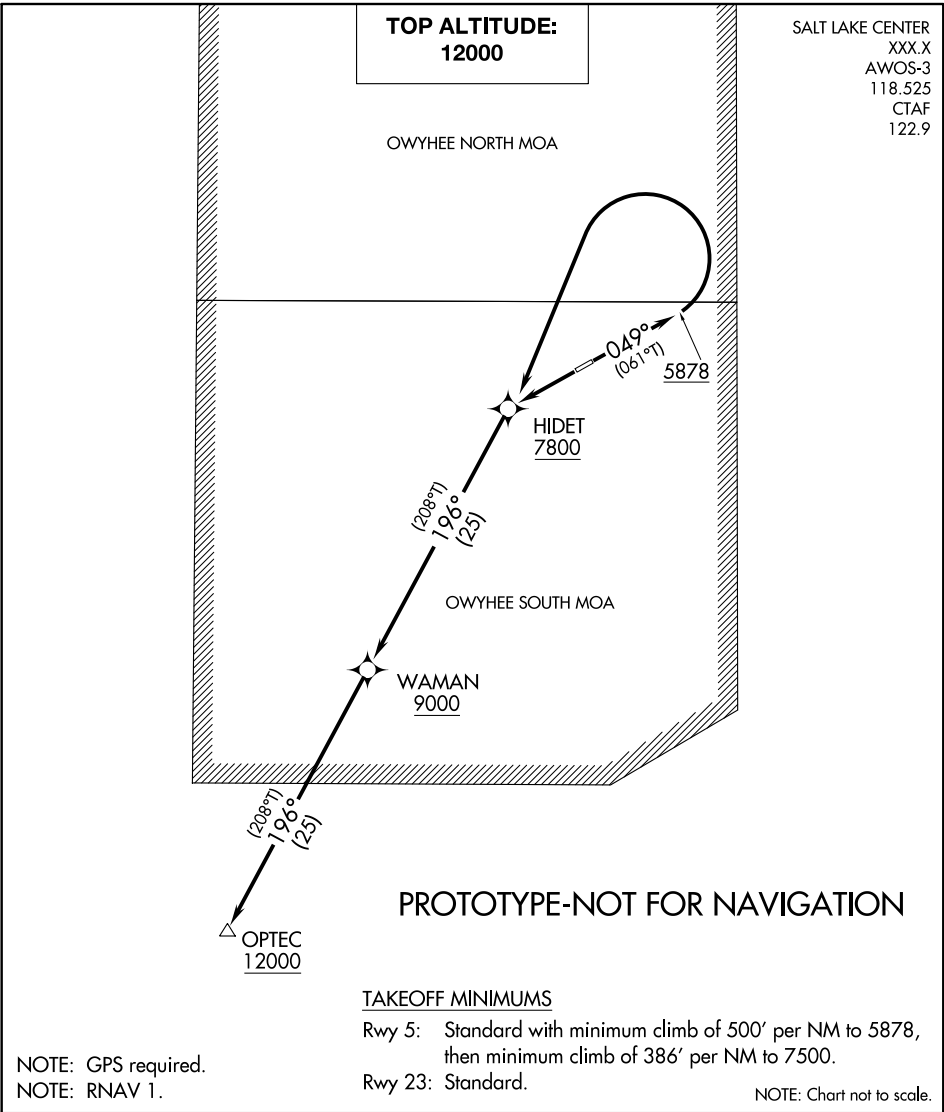 TOP ALTITUDE:
12000
SALT LAKE CENTER
XXX.X
AWOS-3
118.525
CTAF
122.9
OWYHEE NORTH MOA
049°
(061°T)
5878
HIDET
7800
(208°T)
196°
(25)
OWYHEE SOUTH MOA
WAMAN
9000
(208°T)
196°
(25)
PROTOTYPE-NOT FOR NAVIGATION
OPTEC
12000
TAKEOFF MINIMUMS
Rwy 5: Standard with minimum climb of 500' per NM to 5878,
then minimum climb of 386' per NM to 7500.
Rwy 23: Standard.
NOTE: GPS required.
NOTE: RNAV 1.
NOTE: Chart not to scale.